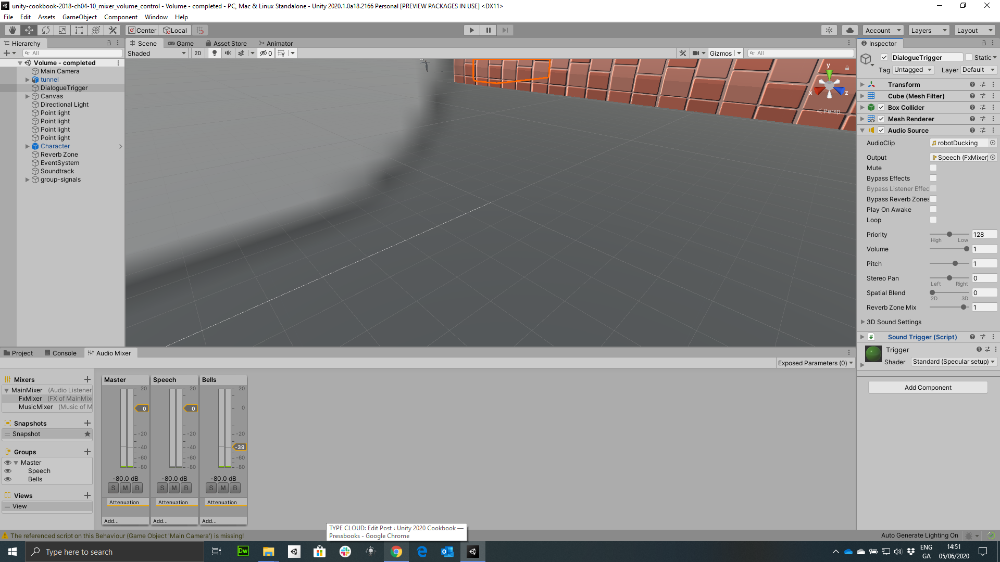 unity-cookbook-2018-ch04-10_mixer_volume_control - Volume - completed - PC, Mac & Linux Standalone - Unity 2020.1.0a18.2166 Personal [PREVIEW PACKAGES IN USE] <DX11>
File Edit Assets GameObject Component Window Help
Center Local Account Layers Layout
Hierarchy
All
Volume - completed
Main Camera
tunnel
DialogueTrigger
Canvas
Directional Light
Point light
Point light
Point light
Point light
Character
Reverb Zone
EventSystem
Soundtrack
group-signals
Scene Game Asset Store Animator
Shaded 2D 0 Gizmos All
y
x z
Persp
Inspector
DialogueTrigger Static
Tag Untagged Layer Default
Transform
Cube (Mesh Filter)
Box Collider
Mesh Renderer
Audio Source
AudioClip robotDucking
Output Speech (FxMixer)
Mute
Bypass Effects
Bypass Listener Effec
Bypass Reverb Zones
Play On Awake
Loop
Priority 128
High Low
Volume 1
Pitch 1
Stereo Pan 0
Left Right
Spatial Blend 0
2D 3D
Reverb Zone Mix 1
3D Sound Settings
# Sound Trigger (Script)
Trigger
Shader Standard (Specular setup)
Add Component
Project Console Audio Mixer
Exposed Parameters (0)
Mixers
MainMixer (Audio Listener
FxMixer (FX of MainMixe
MusicMixer (Music of M
Snapshots
Snapshot
Groups
Master
Speech
Bells
Views
View
Master Speech Bells
20 20 20
0 0 0
-20 -20 -20
-40 -40 -39
-40
-60 -60 -60
-80 -80 -80
-80.0 dB -80.0 dB -80.0 dB
S M B S M B S M B
Attenuation Attenuation Attenuation
Add... Add... Add...
The referenced script on this Behaviour (Game Object 'Main Camera') is missing!
Auto Generate Lighting On
TYPE CLOUD: Edit Post ‹ Unity 2020 Cookbook —
Pressbooks - Google Chrome
Type here to search
Dw
ENG
GA
14:51
05/06/2020